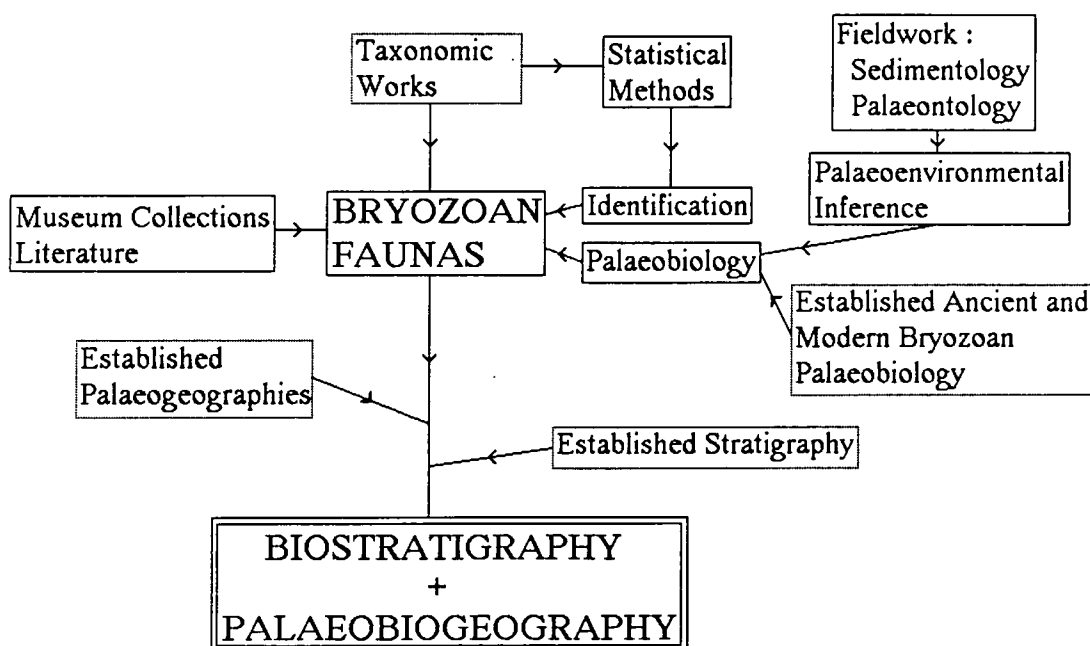 Taxonomic
Works
Statistical
Methods
Fieldwork :
Sedimentology
Palaeontology
Museum Collections
Literature
BRYOZOAN
FAUNAS
Identification
Palaeobiology
Palaeoenvironmental
Inference
Established Ancient and
Modern Bryozoan
Palaeobiology
Established
Palaeogeographies
Established Stratigraphy
BIOSTRATIGRAPHY
+
PALAEOBIOGEOGRAPHY